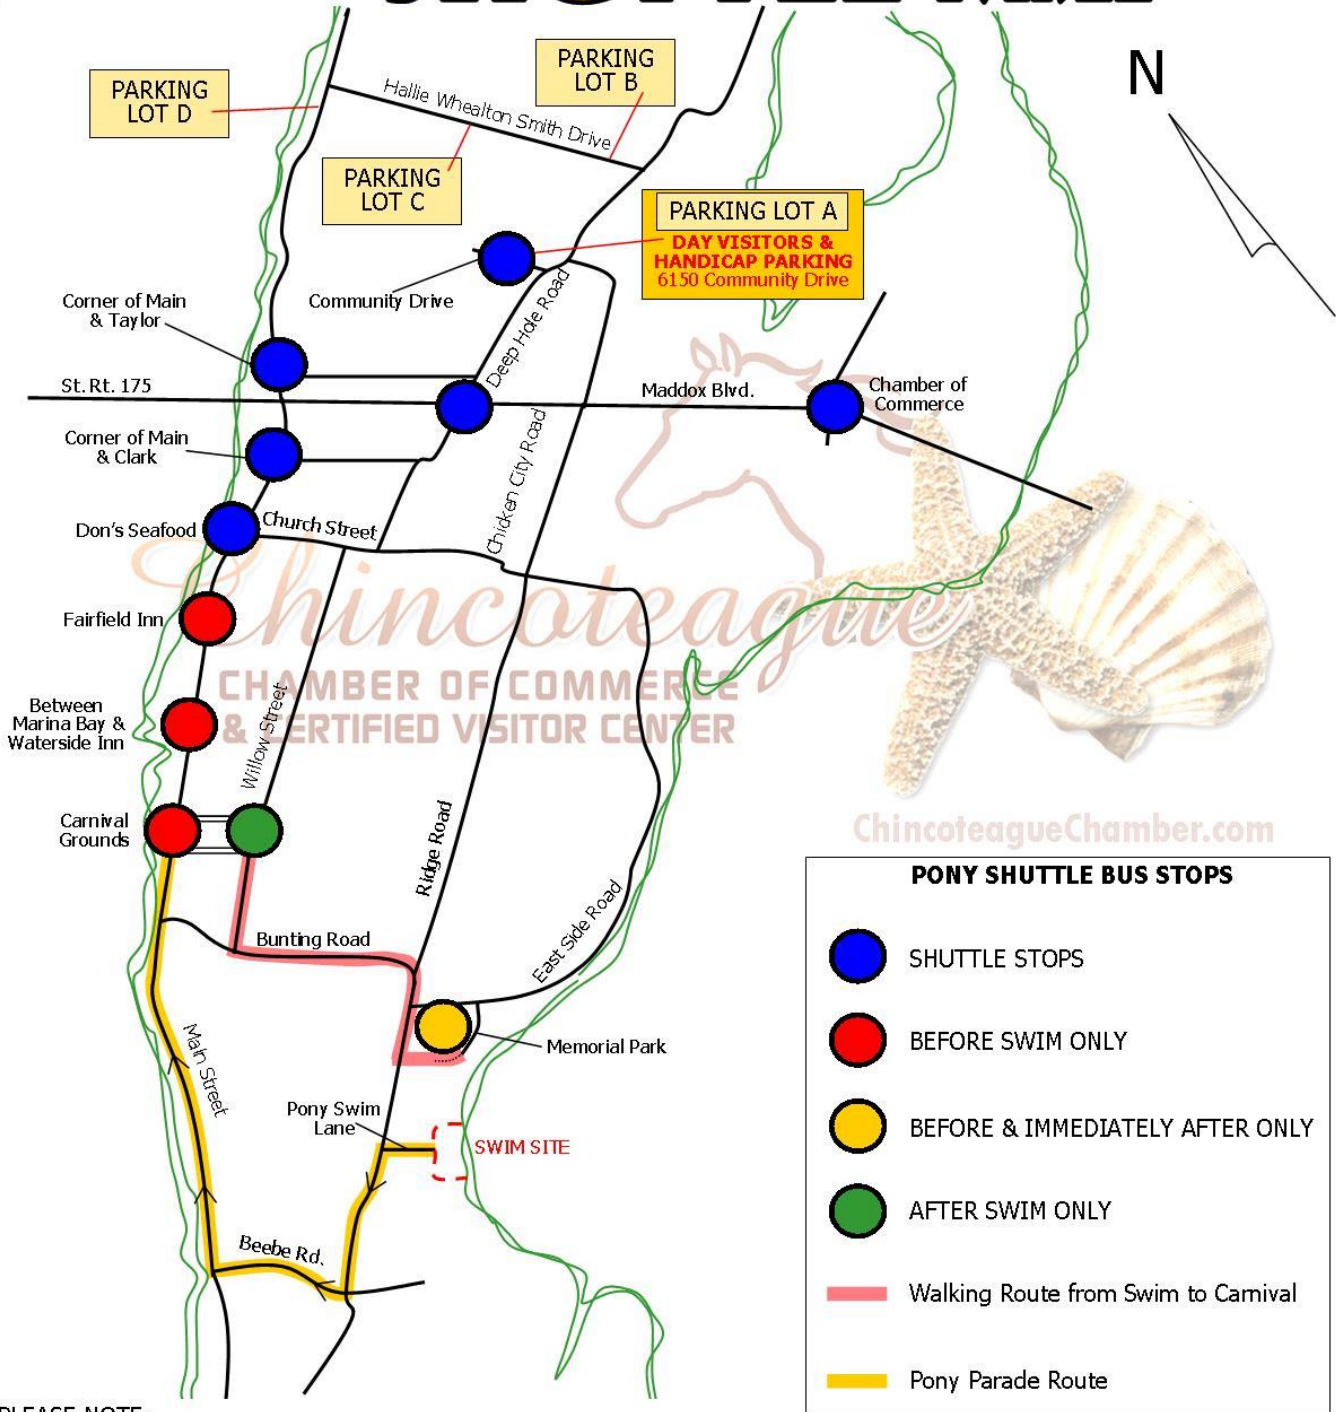 N
PARKING
LOT D
PARKING
LOT B
Hallie Whealton Smith Drive
PARKING
LOT C
PARKING LOT A
DAY VISITORS &
HANDICAP PARKING
6150 Community Drive
Community Drive
Corner of Main
& Taylor
Deep Hole Road
St. Rt. 175
Maddox Blvd.
Chamber of
Commerce
Corner of Main
& Clark
Chicken City Road
Don's Seafood
Church Street
Chincoteague
CHAMBER OF COMMERCE
& CERTIFIED VISITOR CENTER
Fairfield Inn
Between
Marina Bay &
Waterside Inn
Willow Street
Carnival
Grounds
Ridge Road
ChincoteagueChamber.com
East Side Road
Bunting Road
Memorial Park
Main Street
Pony Swim
Lane
SWIM SITE
Beebe Rd.
PONY SHUTTLE BUS STOPS
SHUTTLE STOPS
BEFORE SWIM ONLY
BEFORE & IMMEDIATELY AFTER ONLY
AFTER SWIM ONLY
Walking Route from Swim to Carnival
Pony Parade Route